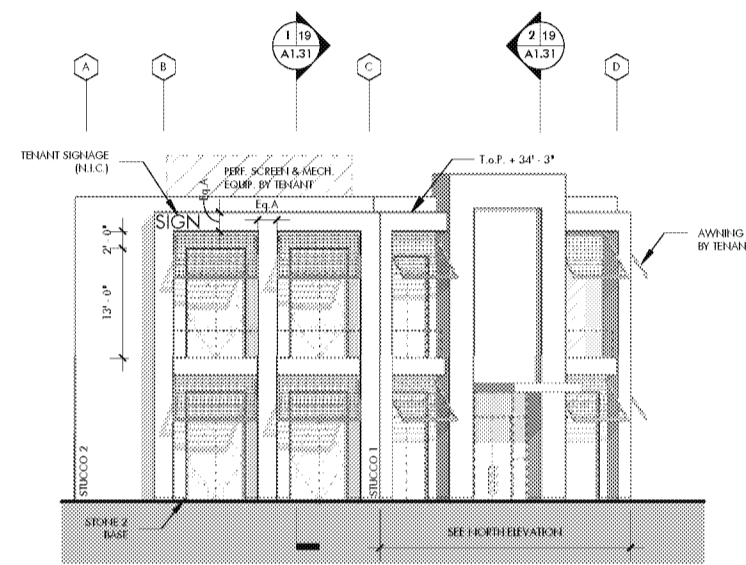 1 19
A1.31
2 19
A1.31
A
B
C
D
TENANT SIGNAGE
(N.I.C.)
PERF. SCREEN & MECH.
EQUIP. BY TENANT
T.o.P. + 34' - 3"
Eq.A
Eq.A
SIGN
AWNING
BY TENAN
2' - 0"
13' - 0"
STUCCO 2
STUCCO 1
STONE 2
BASE
SEE NORTH ELEVATION